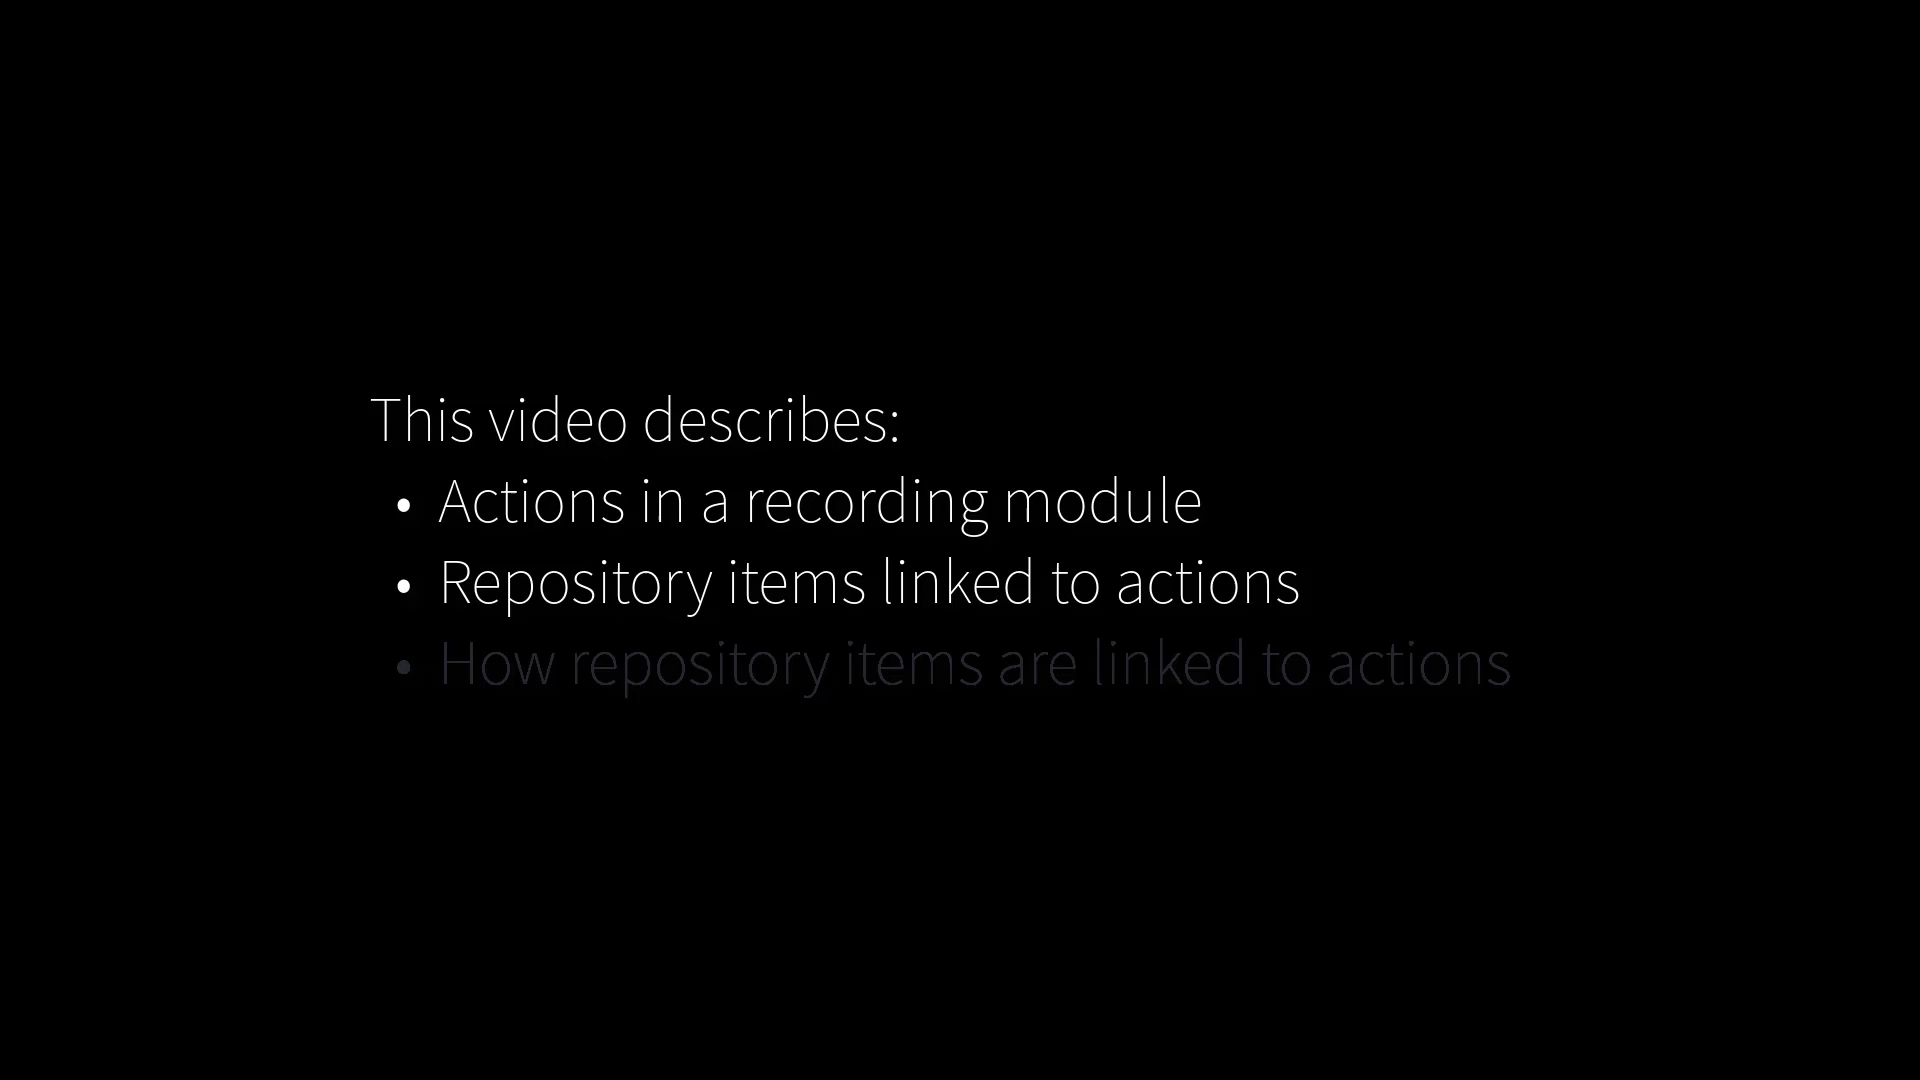 This video describes:
• Actions in a recording module
• Repository items linked to actions
• How repository items are linked to actions